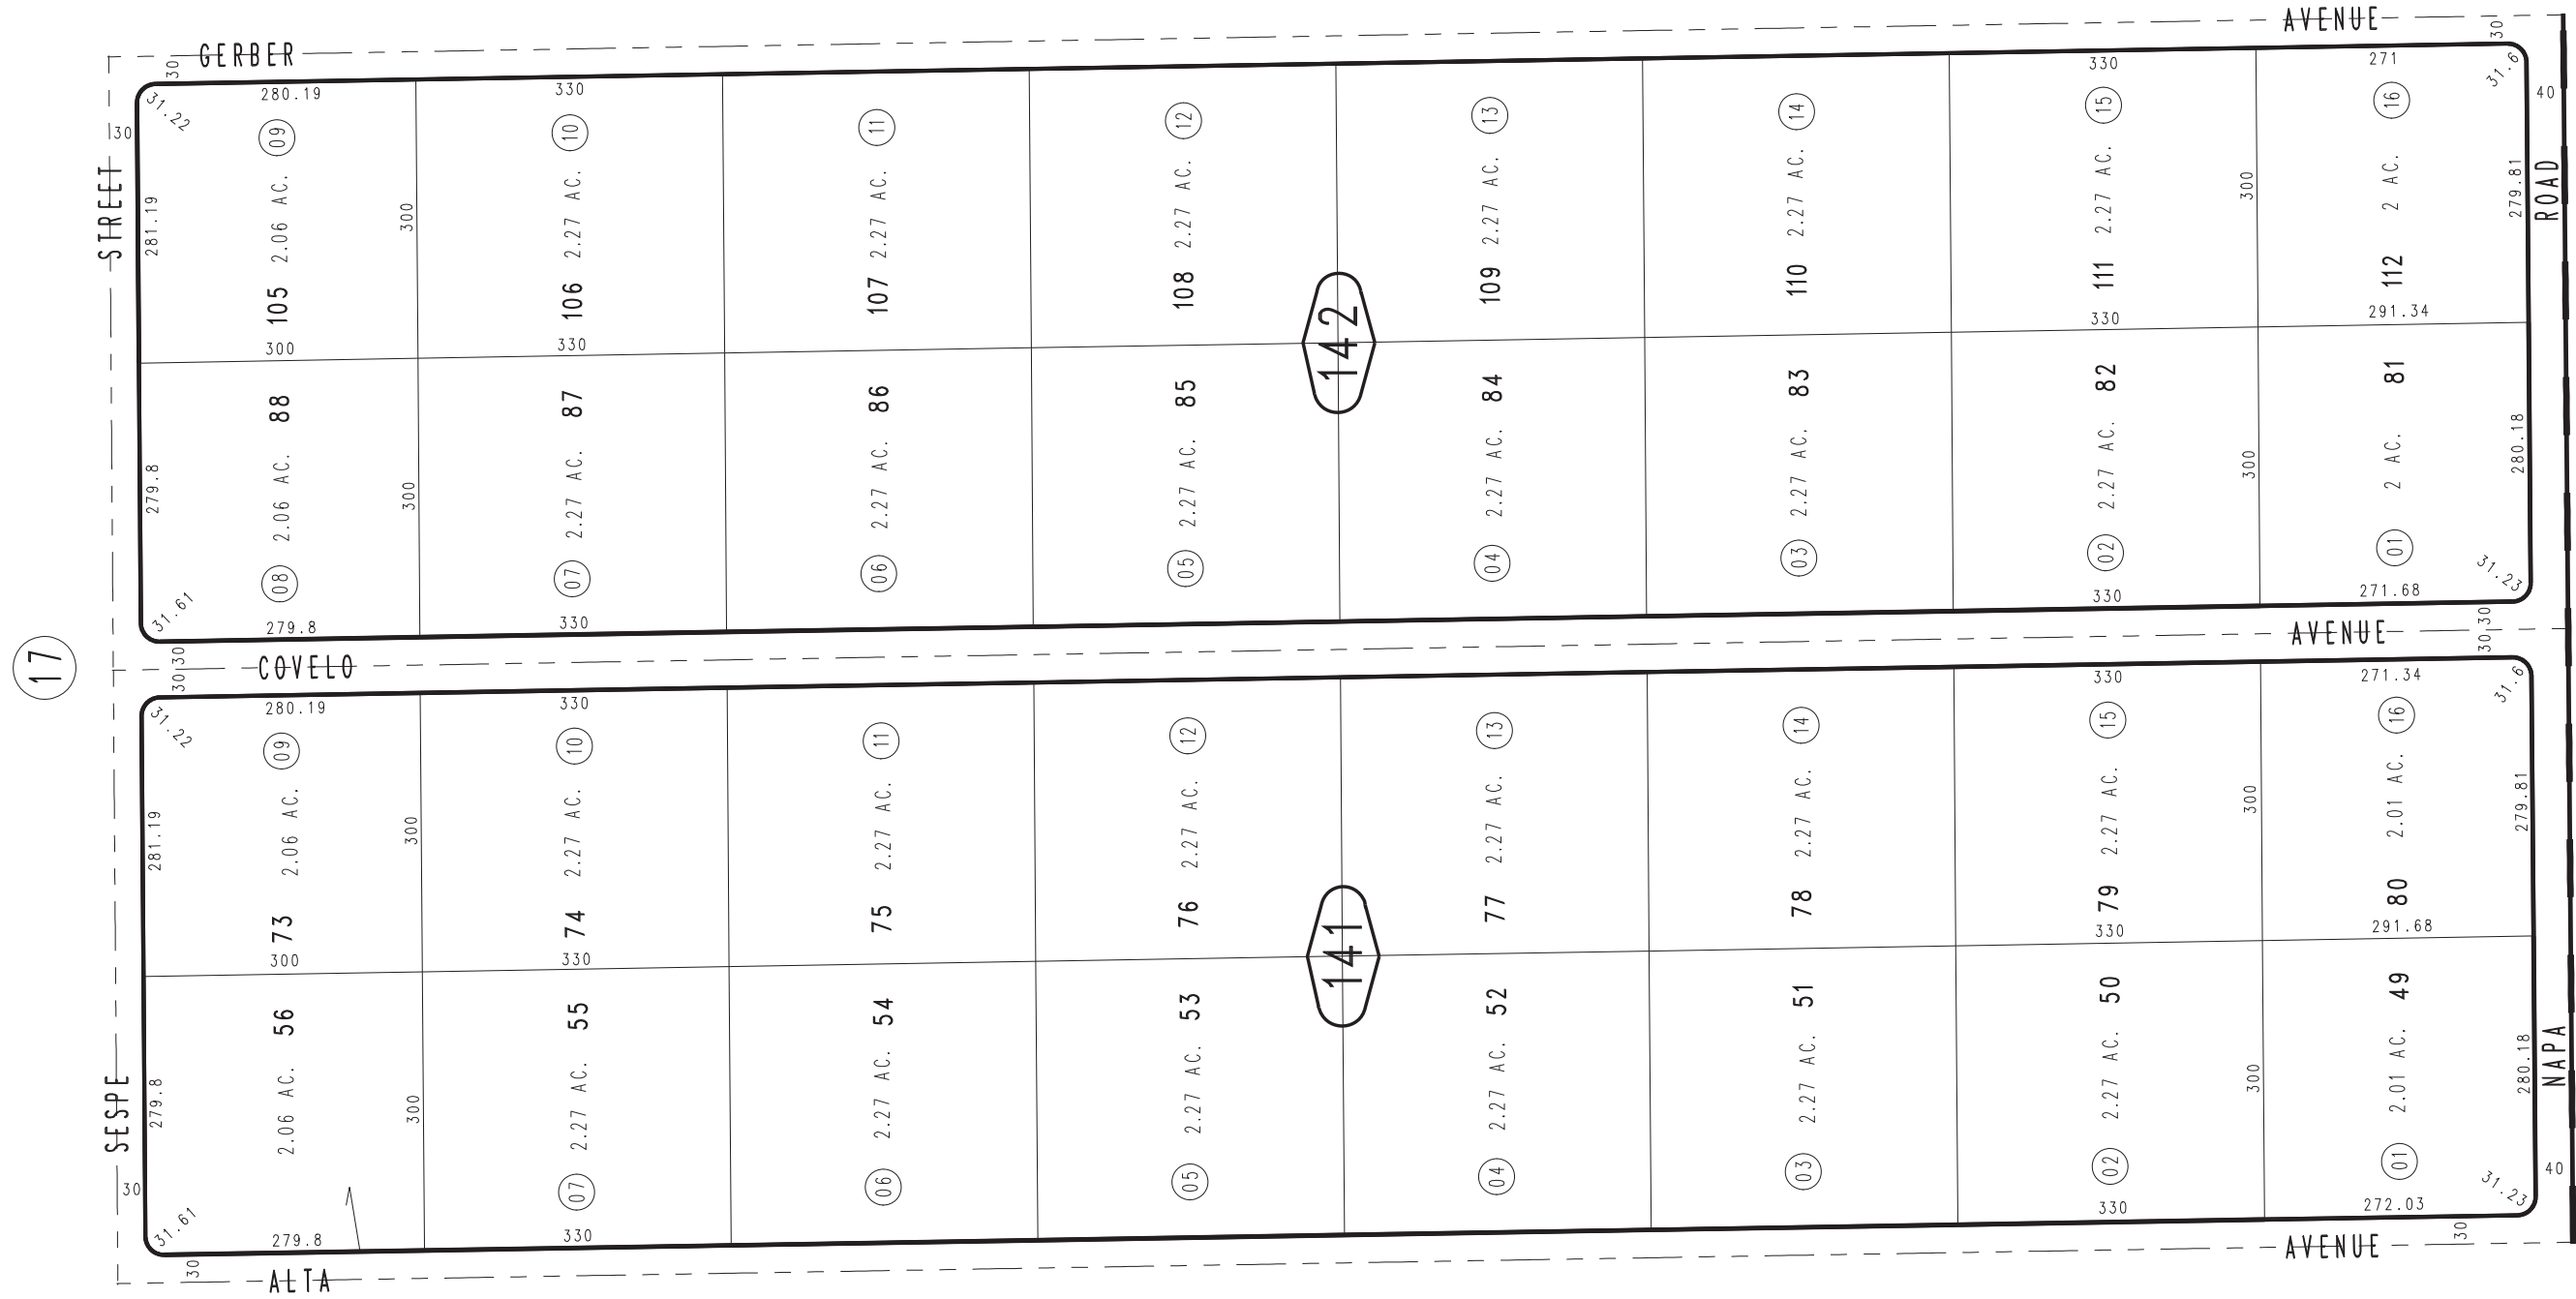 GERBER AVENUE
30 30
280.19 330 330 271
31.22 31.6
30 40
09 10 11 12 13 14 15 16
STREET 281.19 2.06 AC. 300 2.27 AC. 2.27 AC. 2.27 AC. 2.27 AC. 2.27 AC. 2.27 AC. 300 2 AC. 279.81 ROAD
105 106 107 108 109 110 111 112
300 330 330 291.34
142
88 87 86 85 84 83 82 81
279.8 2.06 AC. 300 2.27 AC. 2.27 AC. 2.27 AC. 2.27 AC. 2.27 AC. 2.27 AC. 300 2 AC. 280.18
08 07 06 05 04 03 02 01
31.61 31.23
279.8 330 330 271.68
30 30
17 COVELO AVENUE
30 30
280.19 330 330 271.34
31.22 31.6
09 10 11 12 13 14 15 16
281.19 2.06 AC. 300 2.27 AC. 2.27 AC. 2.27 AC. 2.27 AC. 2.27 AC. 2.27 AC. 300 2.01 AC. 279.81
73 74 75 76 77 78 79 80
300 330 330 291.68
141
56 55 54 53 52 51 50 49
SESPE 279.8 2.06 AC. 300 2.27 AC. 2.27 AC. 2.27 AC. 2.27 AC. 2.27 AC. 2.27 AC. 300 2.01 AC. 280.18 NAPA
07 06 05 04 03 02 01
30 40
31.61 31.23
279.8 330 330 272.03
30 30
ALTA AVENUE